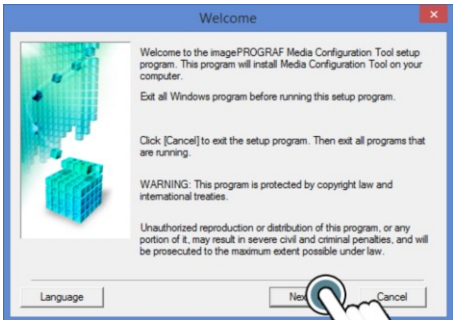 Welcome
Welcome to the imagePROGRAF Media Configuration Tool setup
program. This program will install Media Configuration Tool on your
computer.
Exit all Windows program before running this setup program.
Click [Cancel] to exit the setup program. Then exit all programs that
are running.
WARNING: This program is protected by copyright law and
international treaties.
Unauthorized reproduction or distribution of this program, or any
portion of it, may result in severe civil and criminal penalties, and will
be prosecuted to the maximum extent possible under law.
Language
Cancel